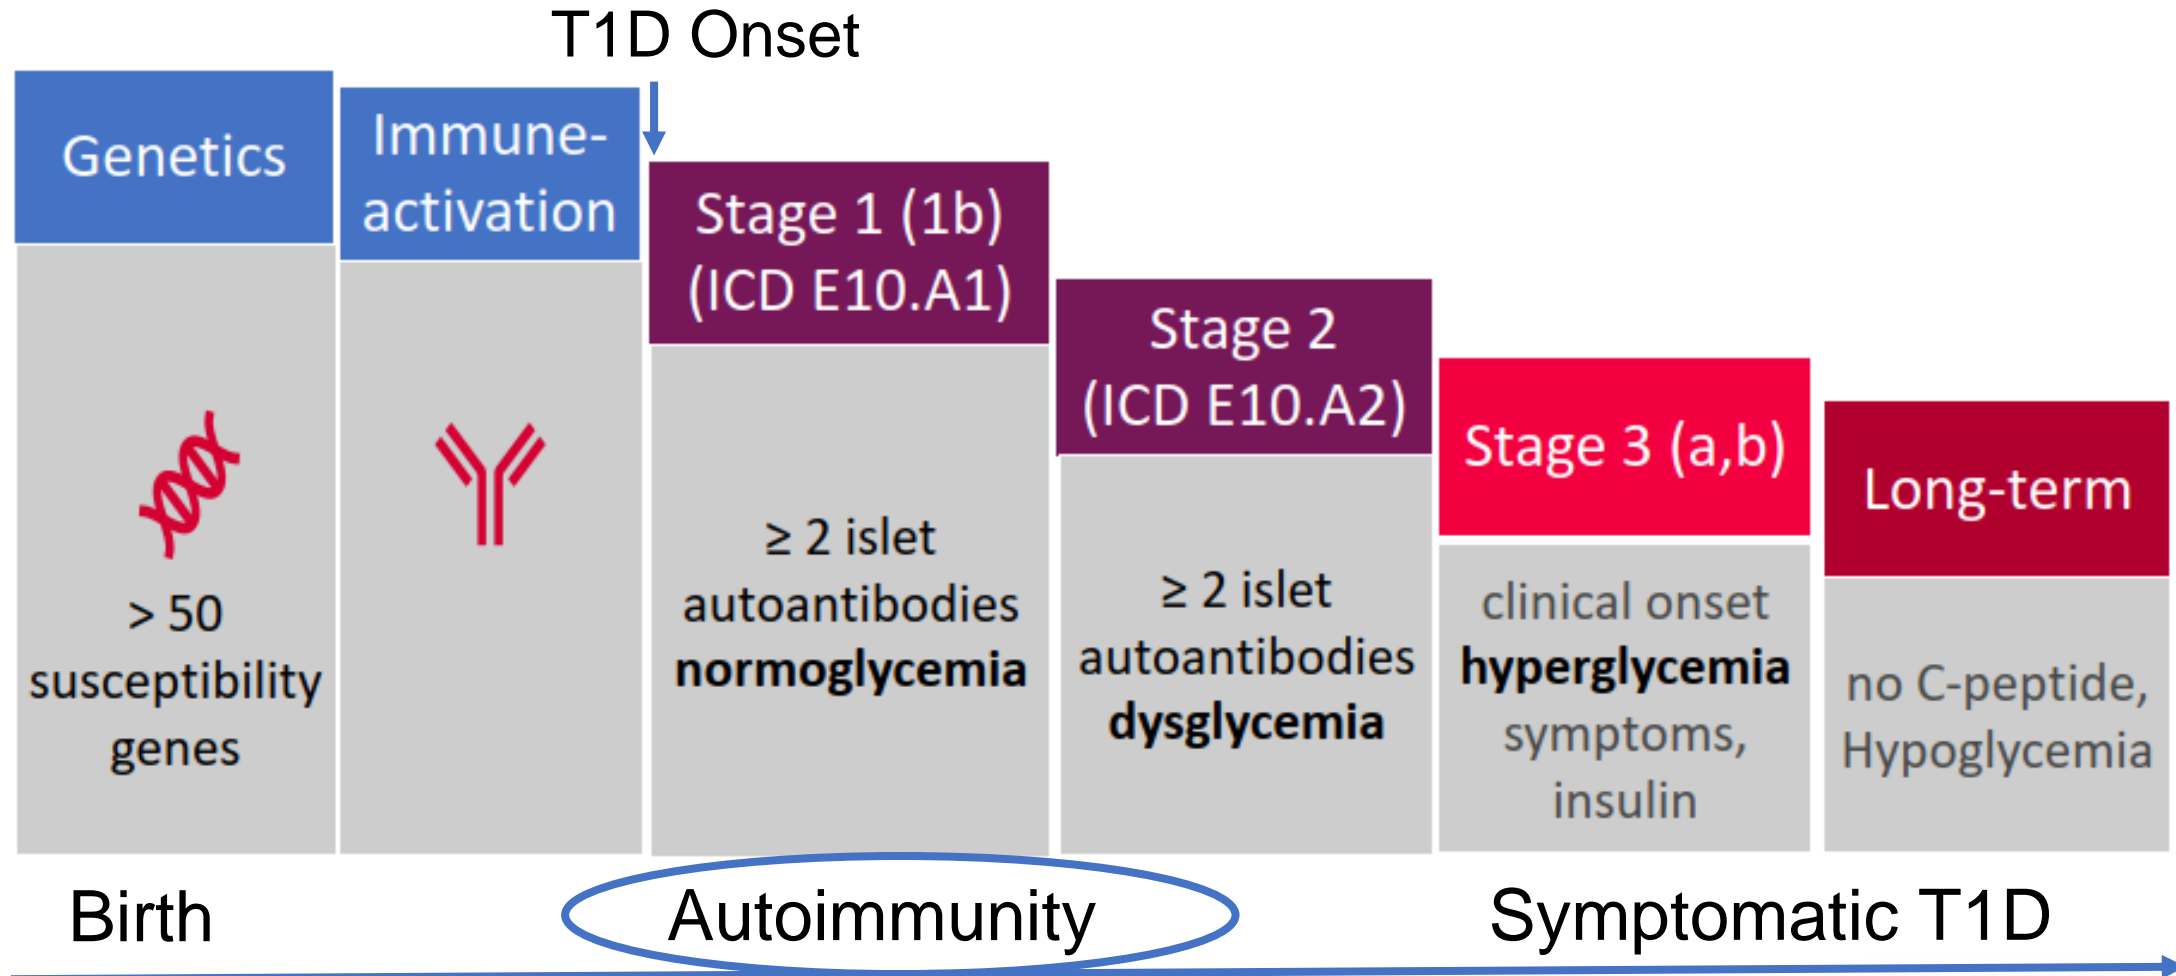 T1D Onset
Genetics
> 50
susceptibility
genes
Immune-
activation
Stage 1 (1b)
(ICD E10.A1)
≥ 2 islet
autoantibodies
normoglycemia
Stage 2
(ICD E10.A2)
≥ 2 islet
autoantibodies
dysglycemia
Stage 3 (a,b)
clinical onset
hyperglycemia
symptoms,
insulin
Long-term
no C-peptide,
Hypoglycemia
Birth
Autoimmunity
Symptomatic T1D